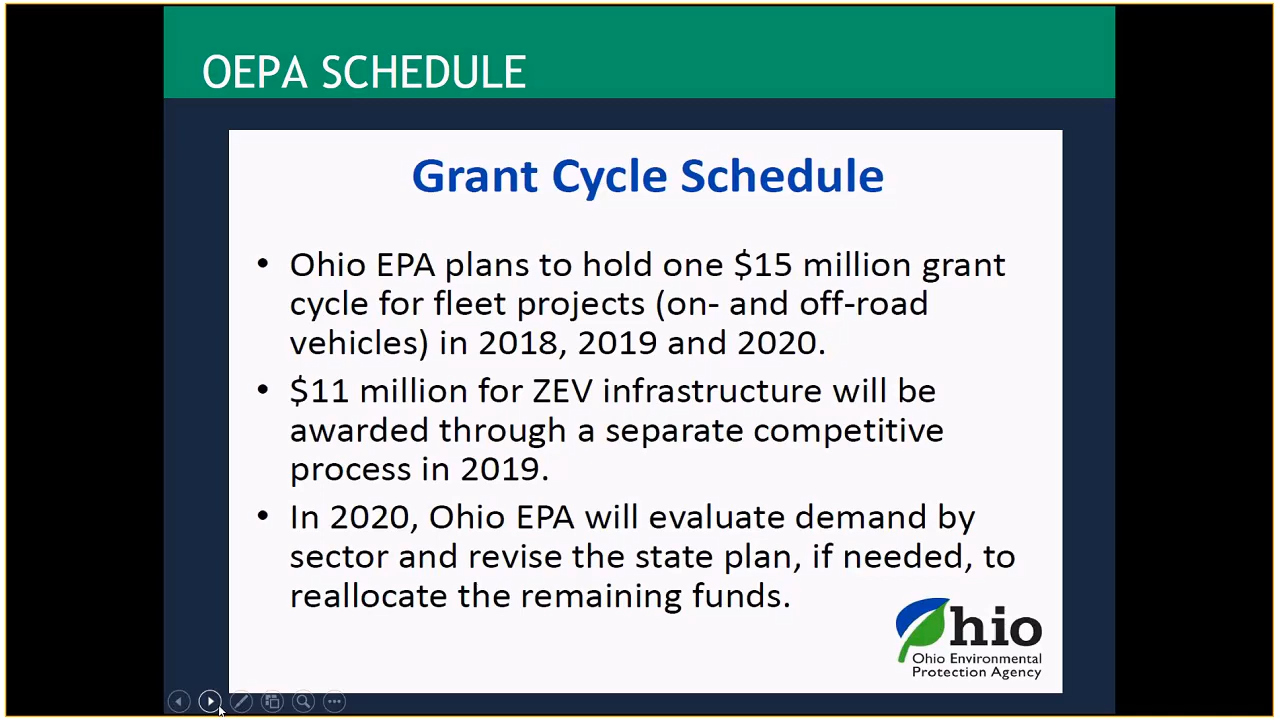 OEPA SCHEDULE
Grant Cycle Schedule
• Ohio EPA plans to hold one $15 million grant
cycle for fleet projects (on- and off-road
vehicles) in 2018, 2019 and 2020.
• $11 million for ZEV infrastructure will be
awarded through a separate competitive
process in 2019.
• In 2020, Ohio EPA will evaluate demand by
sector and revise the state plan, if needed, to
reallocate the remaining funds.
Ohio
Ohio Environmental
Protection Agency